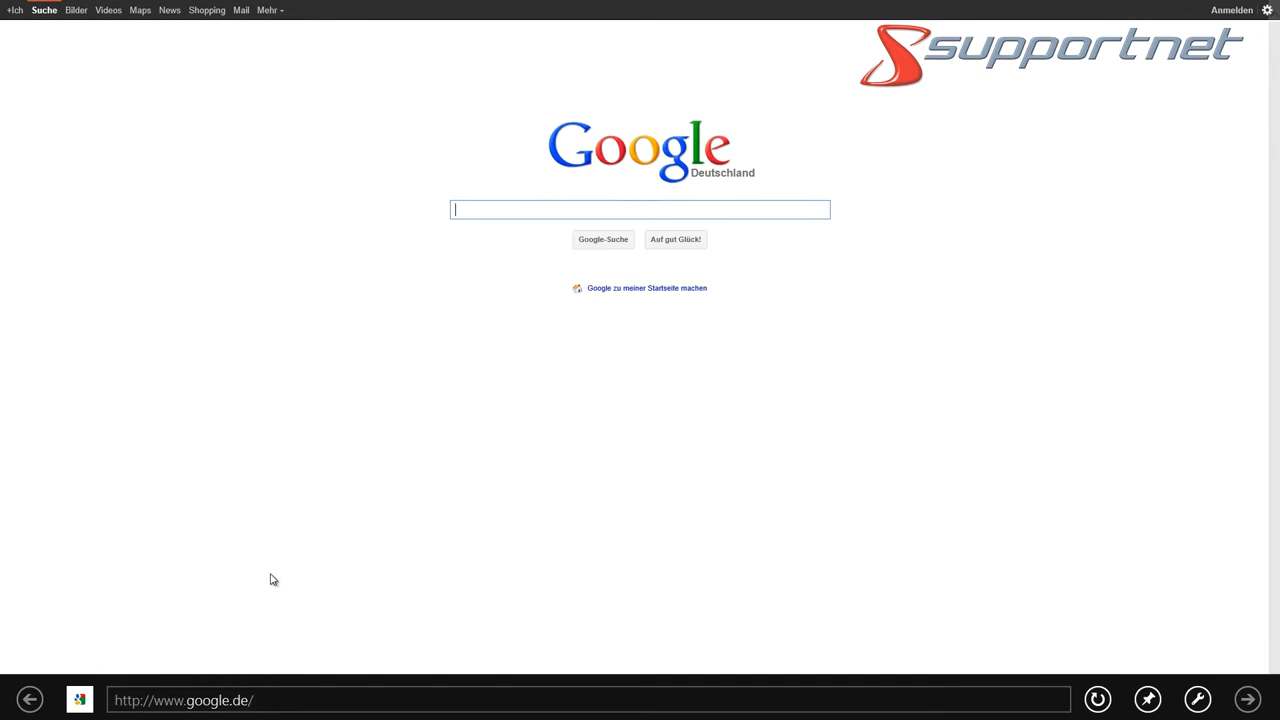 +Ich Suche Bilder Videos Maps News Shopping Mail Mehr Anmelden
supportnet
Google
Deutschland
Google-Suche Auf gut Glück!
Google zu meiner Startseite machen
http://www.google.de/